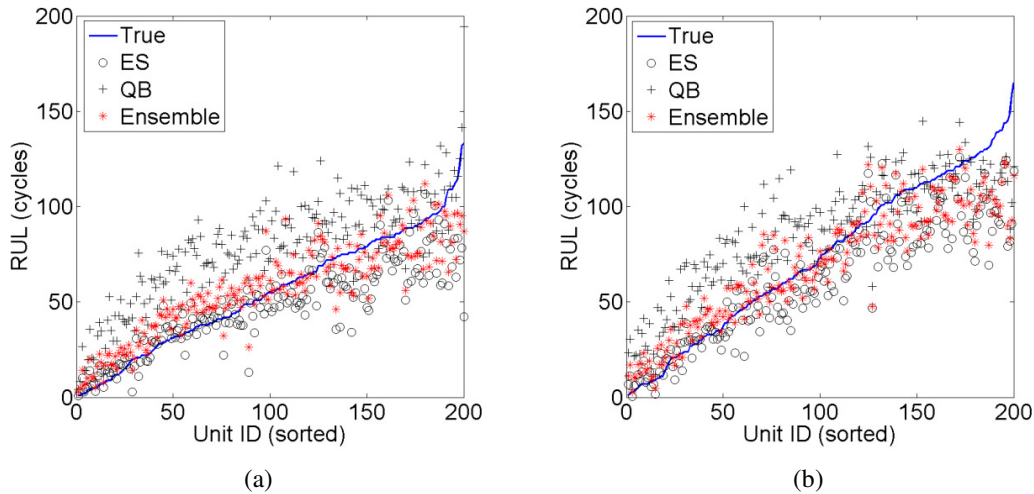 200
150
100
50
0
RUL (cycles)
True
ES
QB
Ensemble
0 50 100 150 200
Unit ID (sorted)
(a)
200
150
100
50
0
RUL (cycles)
True
ES
QB
Ensemble
0 50 100 150 200
Unit ID (sorted)
(b)